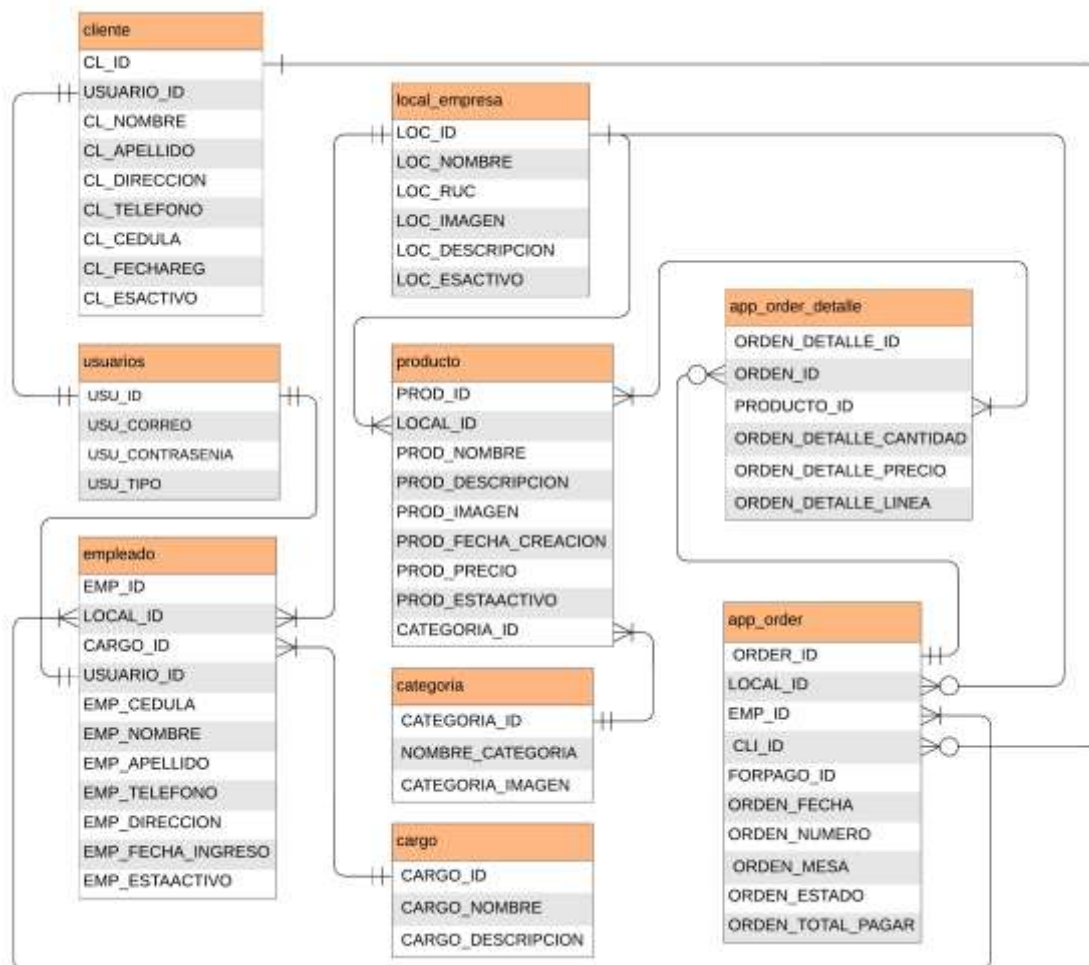 cliente
CL_ID
USUARIO_ID
CL_NOMBRE
CL_APELLIDO
CL_DIRECCION
CL_TELEFONO
CL_CEDULA
CL_FECHAREG
CL_ESACTIVO
usuarios
USU_ID
USU_CORREO
USU_CONTRASENIA
USU_TIPO
empleado
EMP_ID
LOCAL_ID
CARGO_ID
USUARIO_ID
EMP_CEDULA
EMP_NOMBRE
EMP_APELLIDO
EMP_TELEFONO
EMP_DIRECCION
EMP_FECHA_INGRESO
EMP_ESTAACTIVO
local_empresa
LOC_ID
LOC_NOMBRE
LOC_RUC
LOC_IMAGEN
LOC_DESCRIPCION
LOC_ESACTIVO
producto
PROD_ID
LOCAL_ID
PROD_NOMBRE
PROD_DESCRIPCION
PROD_IMAGEN
PROD_FECHA_CREACION
PROD_PRECIO
PROD_ESTAACTIVO
CATEGORIA_ID
categoria
CATEGORIA_ID
NOMBRE_CATEGORIA
CATEGORIA_IMAGEN
cargo
CARGO_ID
CARGO_NOMBRE
CARGO_DESCRIPCION
app_order_detalle
ORDEN_DETALLE_ID
ORDEN_ID
PRODUCTO_ID
ORDEN_DETALLE_CANTIDAD
ORDEN_DETALLE_PRECIO
ORDEN_DETALLE_LINEA
app_order
ORDER_ID
LOCAL_ID
EMP_ID
CLI_ID
FORPAGO_ID
ORDEN_FECHA
ORDEN_NUMERO
ORDEN_MESA
ORDEN_ESTADO
ORDEN_TOTAL_PAGAR